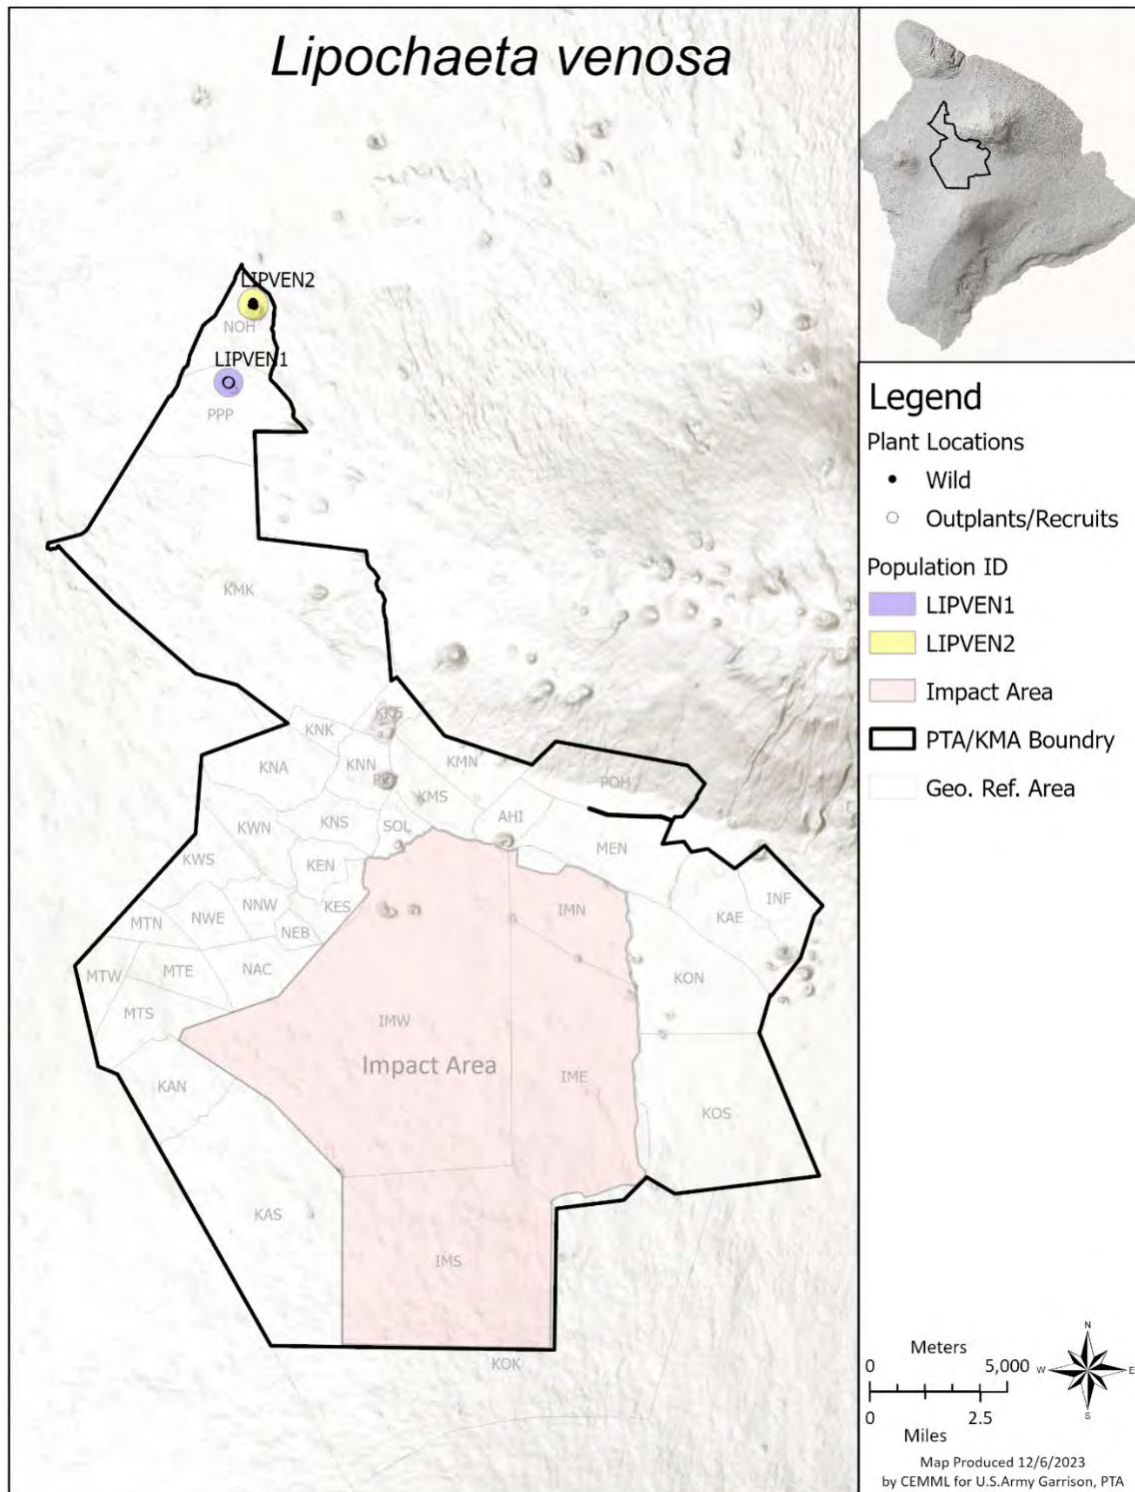 Lipochaeta venosa
LIPVEN2
NOH
LIPVEN1
PPP
KMK
KNK
KNA
KNN
KMN
POH
KMS
KWN
KNS
SOL
AHI
MEN
KWS
KEN
NNW
KES
IMN
INF
MTN
NWE
KAE
NEB
MTW
MTE
NAC
KON
MTS
IMW
Impact Area
KAN
IME
KOS
KAS
IMS
KOK
Legend
Plant Locations
Wild
Outplants/Recruits
Population ID
LIPVEN1
LIPVEN2
Impact Area
PTA/KMA Boundry
Geo. Ref. Area
Meters
0 5,000
0 2.5
Miles
N
W E
S
Map Produced 12/6/2023
by CEMML for U.S.Army Garrison, PTA